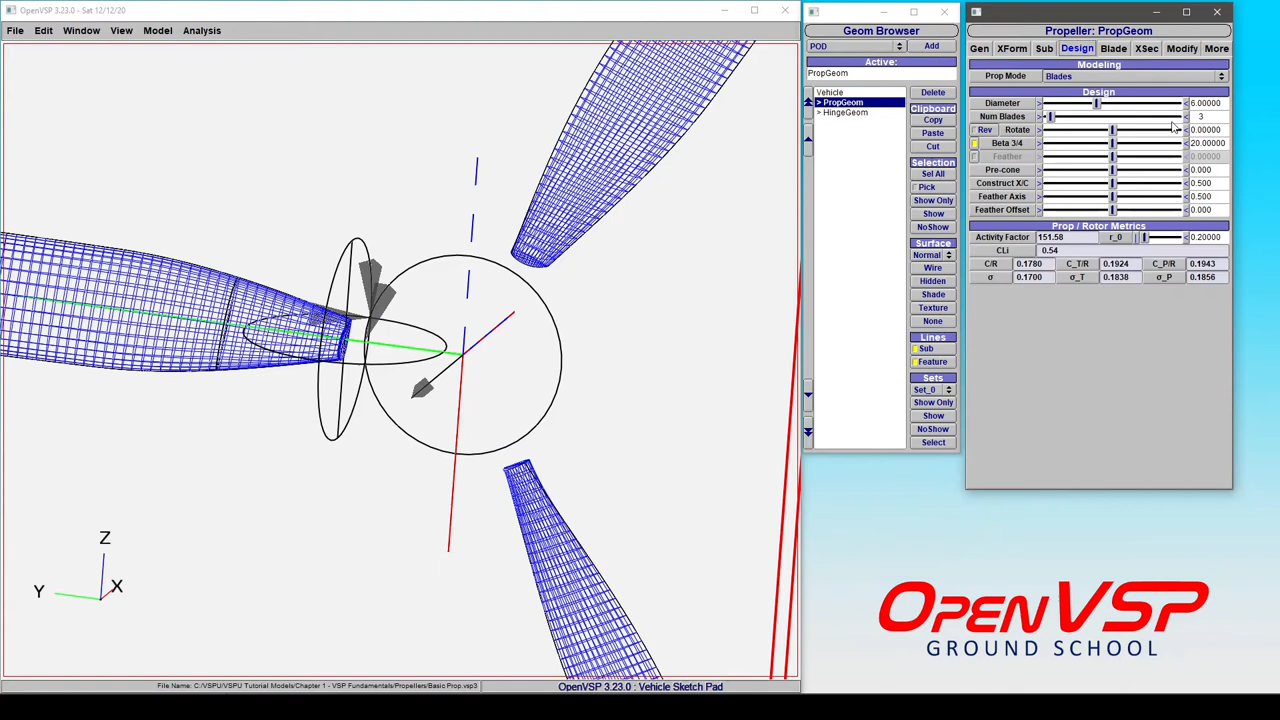 OpenVSP 3.23.0 - Sat 12/12/20
File Edit Window View Model Analysis
Z
Y
X
File Name: C:/VSPU/VSPU Tutorial Models/Chapter 1 - VSP Fundamentals/Propellers/Basic Prop.vsp3
OpenVSP 3.23.0 : Vehicle Sketch Pad
Geom Browser
POD Add
Active:
PropGeom
Vehicle
> PropGeom
> HingeGeom
Delete
Clipboard
Copy
Paste
Cut
Selection
Sel All
Pick
Show Only
Show
NoShow
Surface
Normal
Wire
Hidden
Shade
Texture
None
Lines
Sub
Feature
Sets
Set_0
Show Only
Show
NoShow
Select
Propeller: PropGeom
Gen XForm Sub Design Blade XSec Modify More
Modeling
Prop Mode Blades
Design
Diameter > < 6.00000
Num Blades > < 3
Rev Rotate > < 0.00000
Beta 3/4 > < 20.00000
Feather > < 0.00000
Pre-cone > < 0.000
Construct X/C > < 0.500
Feather Axis > < 0.500
Feather Offset > < 0.000
Prop / Rotor Metrics
Activity Factor 151.58 r_0 | < 0.20000
CLi 0.54
C/R 0.1780 C_T/R 0.1924 C_P/R 0.1943
σ 0.1700 σ_T 0.1838 σ_P 0.1856
OpenVSP
GROUND SCHOOL